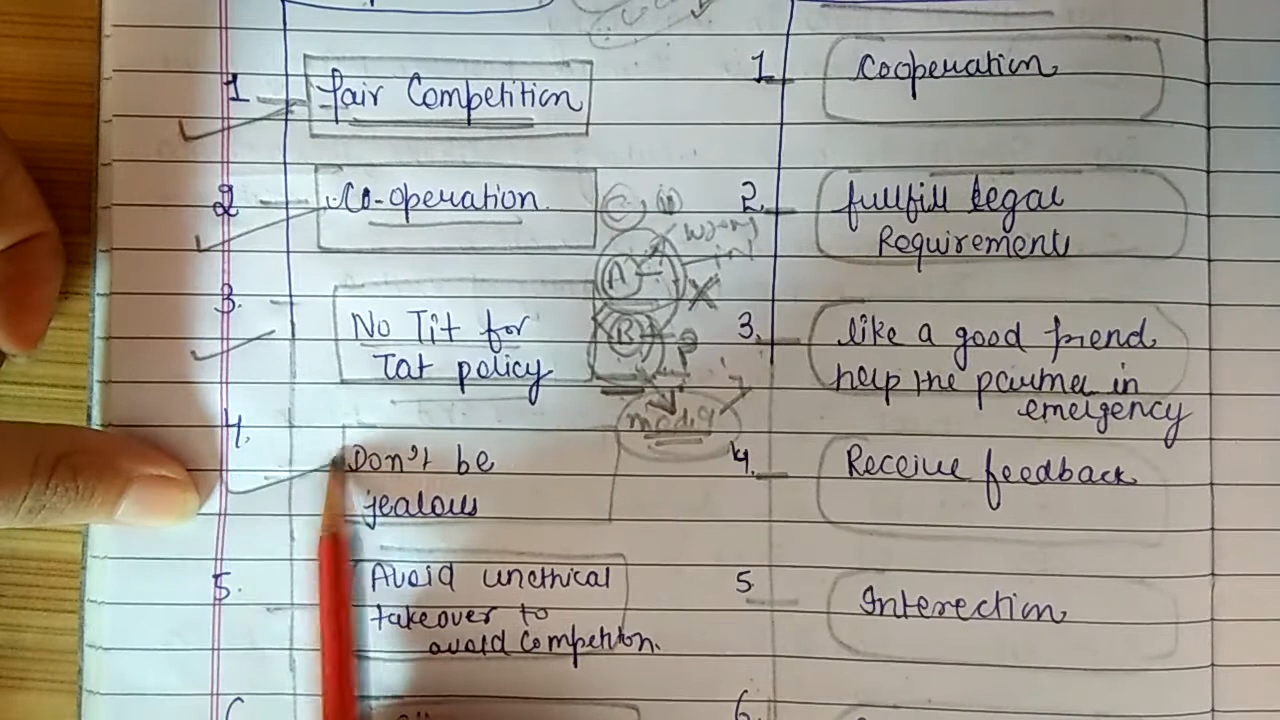 1 fair Competition
2 Co-operation
3. No Tit for
Tat policy
4. Don't be
jealous
5. Avoid unethical
takeover to
avoid Competition.
1 Cooperation
2. fullfill legal
Requirement
3. like a good friend
help the partner in
emergency
4. Receive feedback
5 Interection
6.
C, (i)
wrong
A
B
P